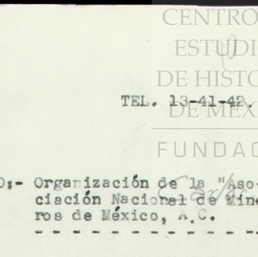 CENTRO
ESTUDI
DE HISTO
DE MÉX
FUNDAC
TEL. 13-41-42.
O:- Organización de la "Aso-
ciación Nacional de Mine
ros de México, A.C.